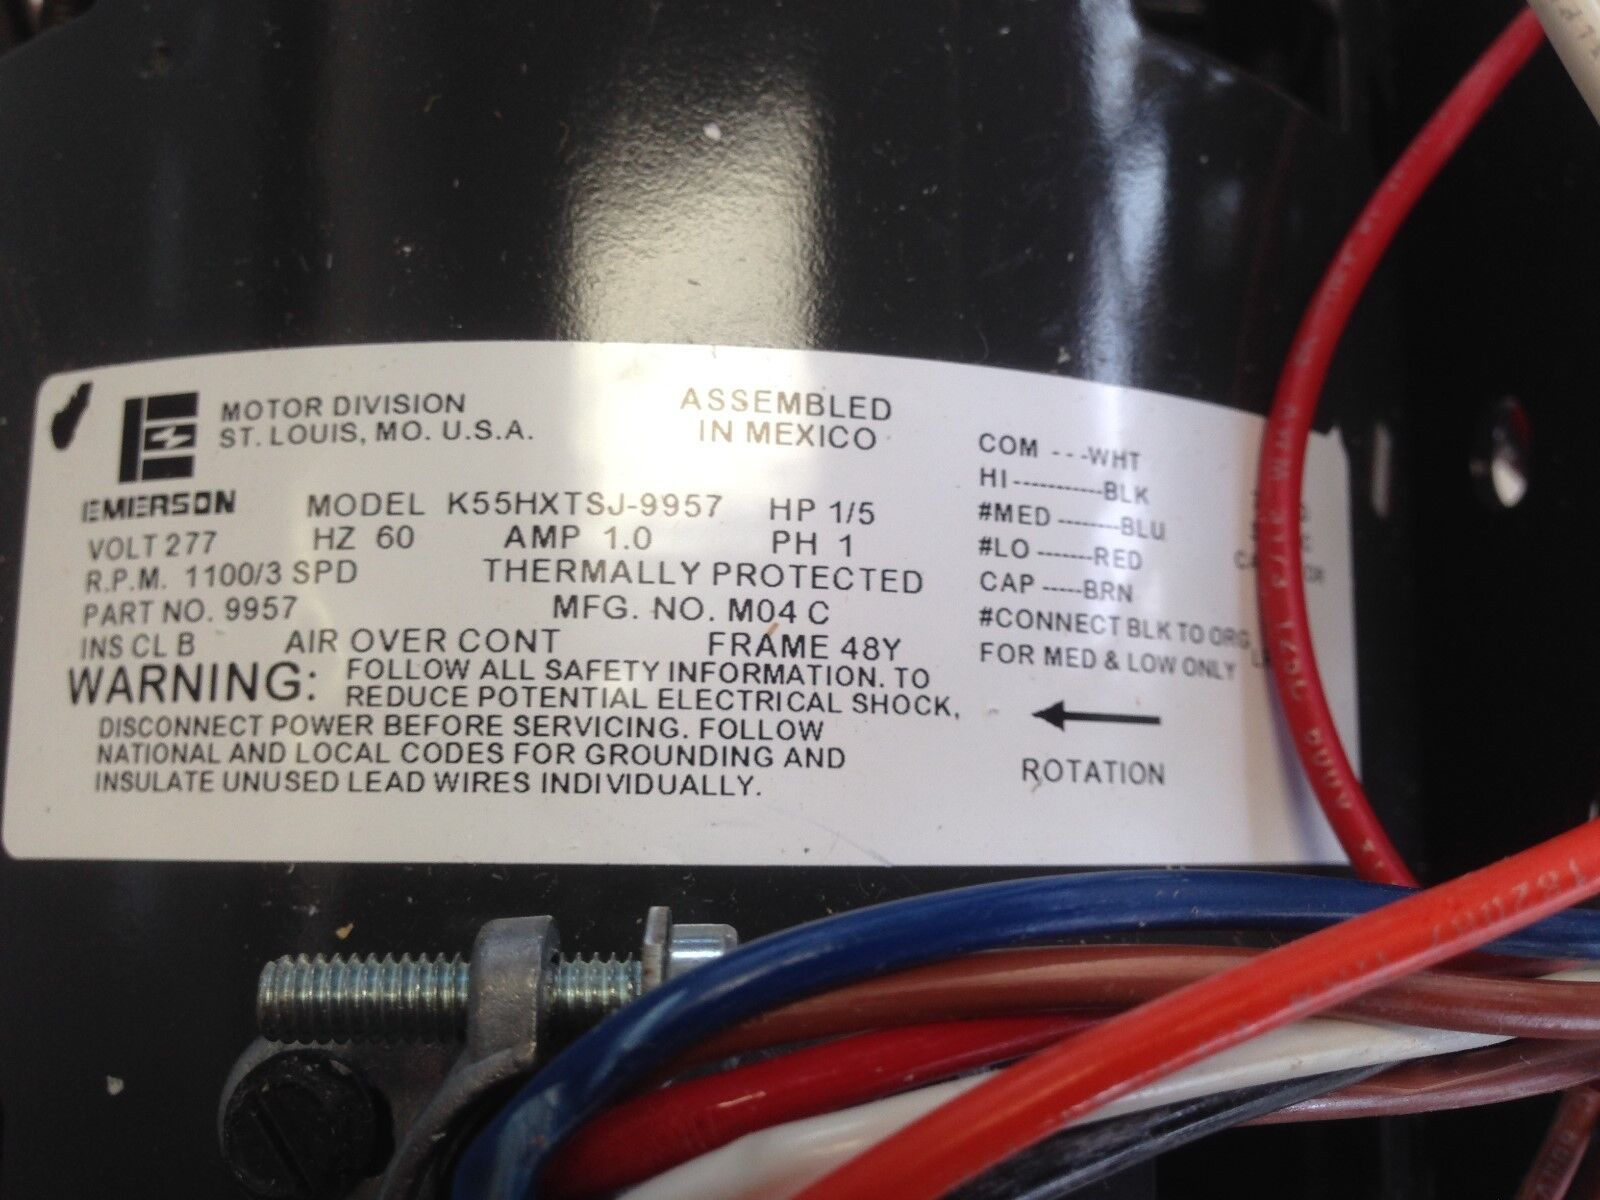 MOTOR DIVISION
ST. LOUIS, MO. U.S.A.
ASSEMBLED
IN MEXICO
EMERSON
MODEL K55HXTSJ-9957 HP 1/5
VOLT 277 HZ 60 AMP 1.0 PH 1
R.P.M. 1100/3 SPD THERMALLY PROTECTED
PART NO. 9957 MFG. NO. M04 C
INS CL B AIR OVER CONT FRAME 48Y
WARNING: FOLLOW ALL SAFETY INFORMATION. TO
REDUCE POTENTIAL ELECTRICAL SHOCK,
DISCONNECT POWER BEFORE SERVICING. FOLLOW
NATIONAL AND LOCAL CODES FOR GROUNDING AND
INSULATE UNUSED LEAD WIRES INDIVIDUALLY.
COM ---WHT
HI-----------BLK
#MED --------BLU
#LO -------RED
CAP -----BRN
#CONNECT BLK TO ORG
FOR MED & LOW ONLY
ROTATION